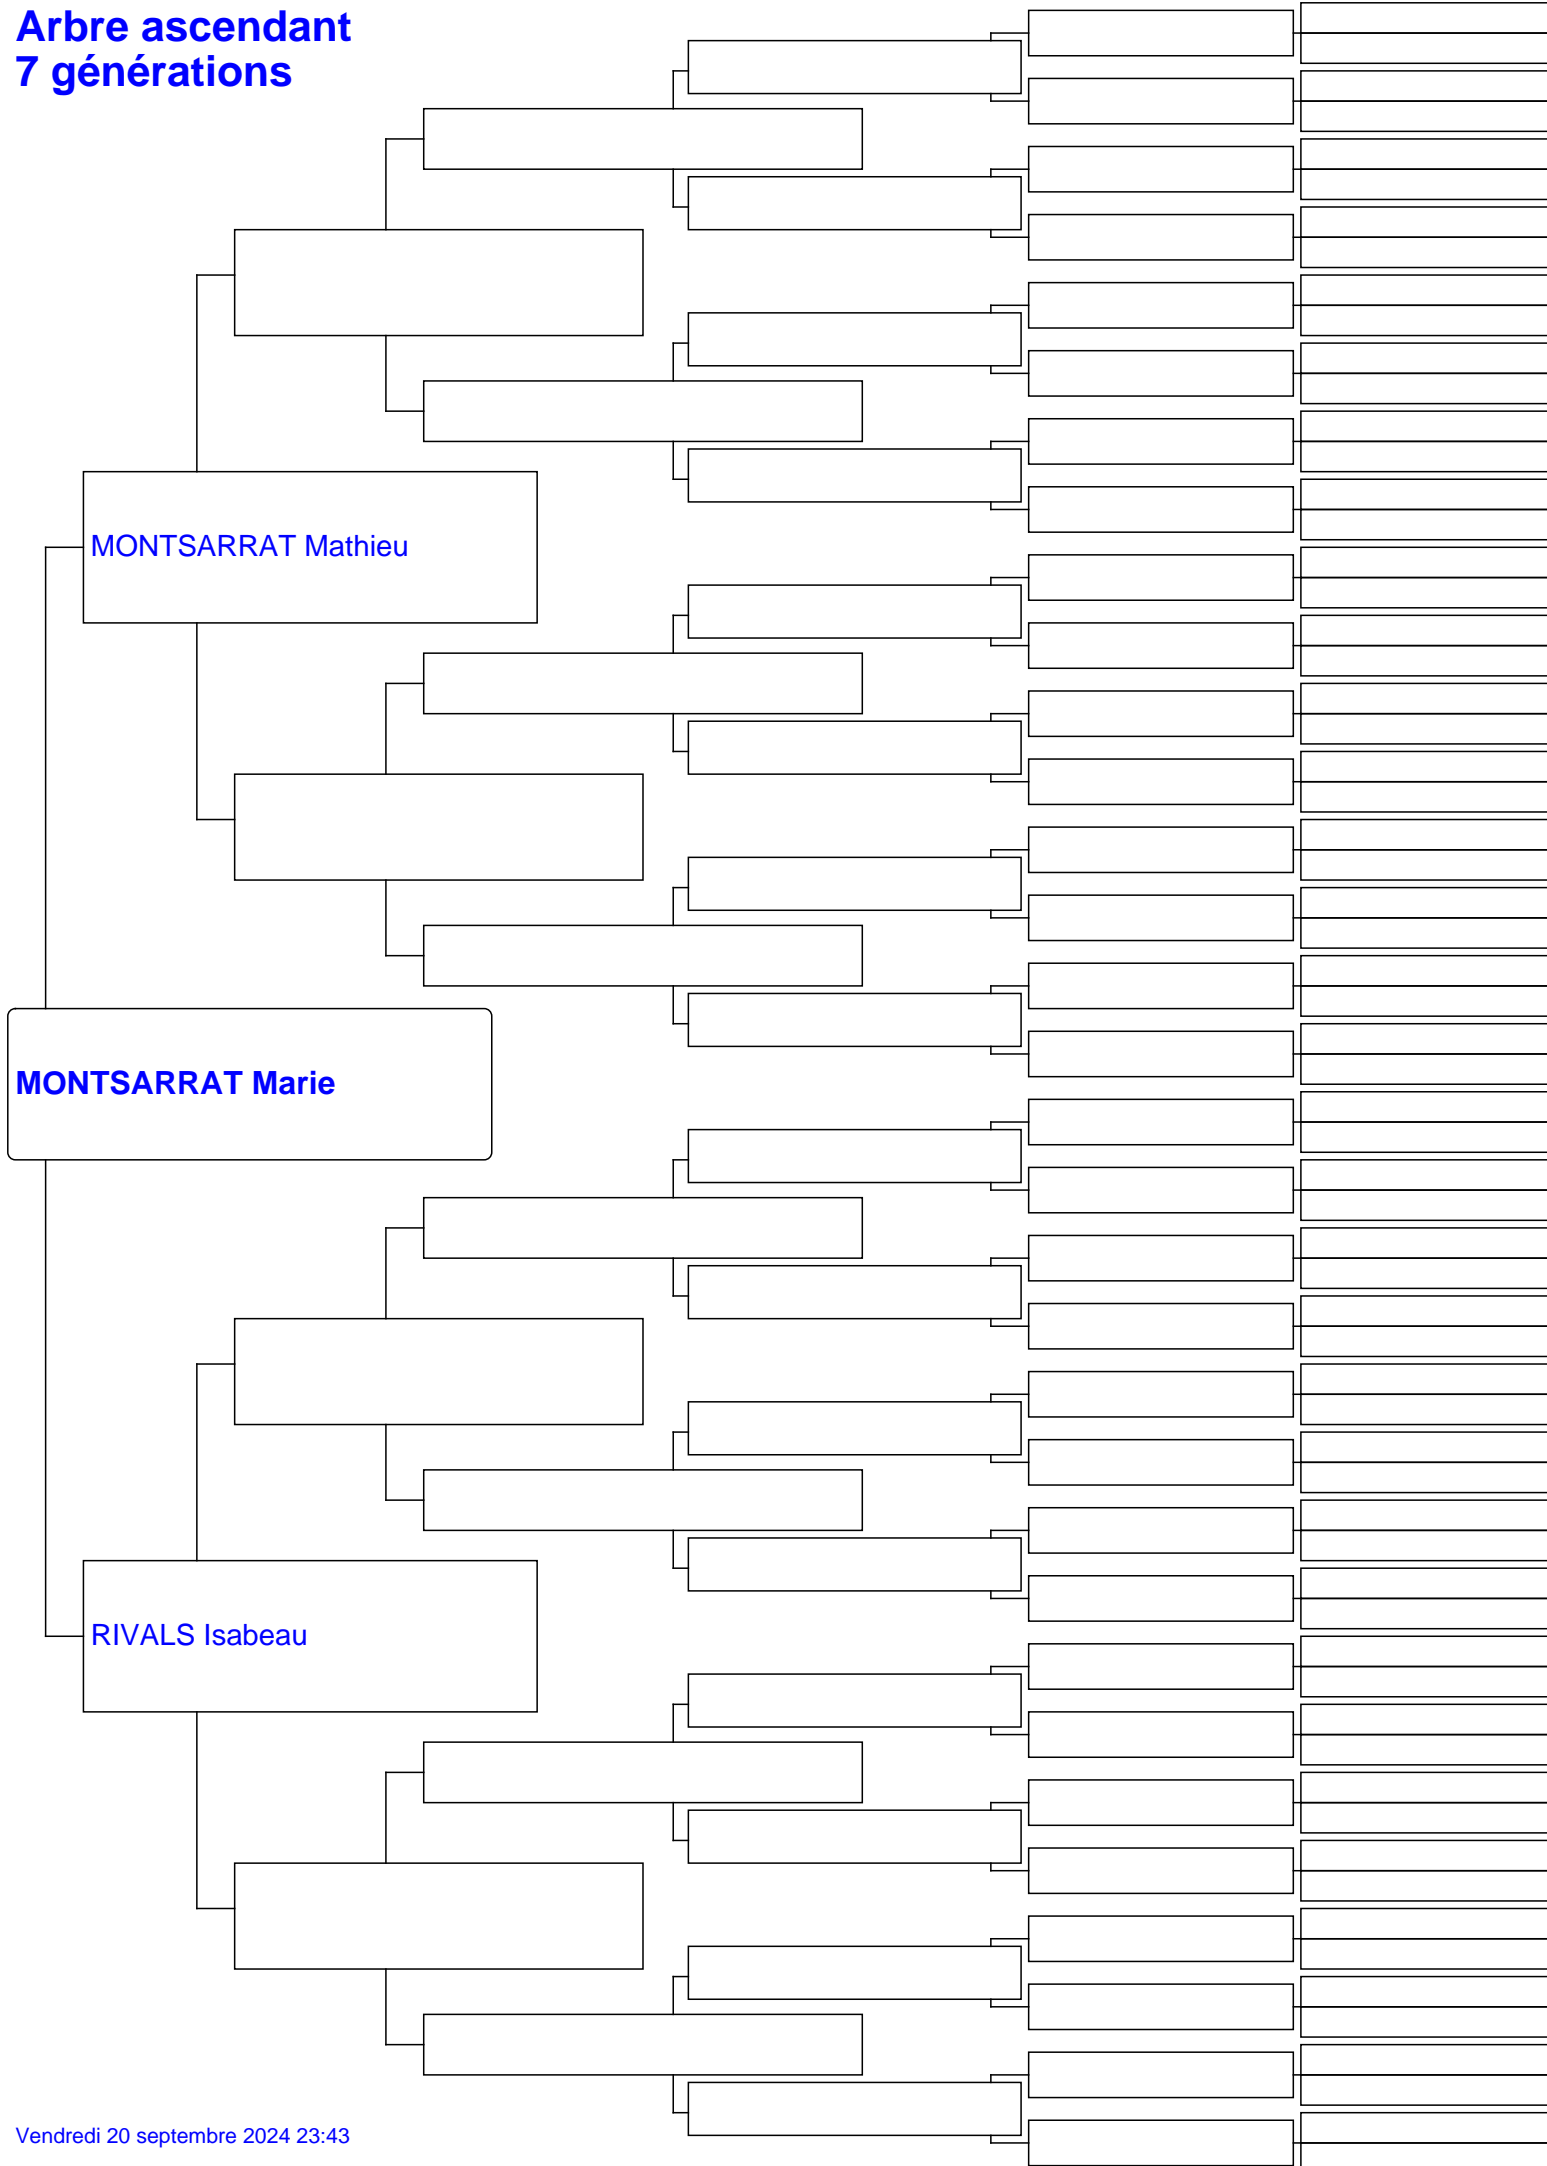 Arbre ascendant
7 générations
MONTSARRAT Mathieu
MONTSARRAT Marie
RIVALS Isabeau
Vendredi 20 septembre 2024 23:43